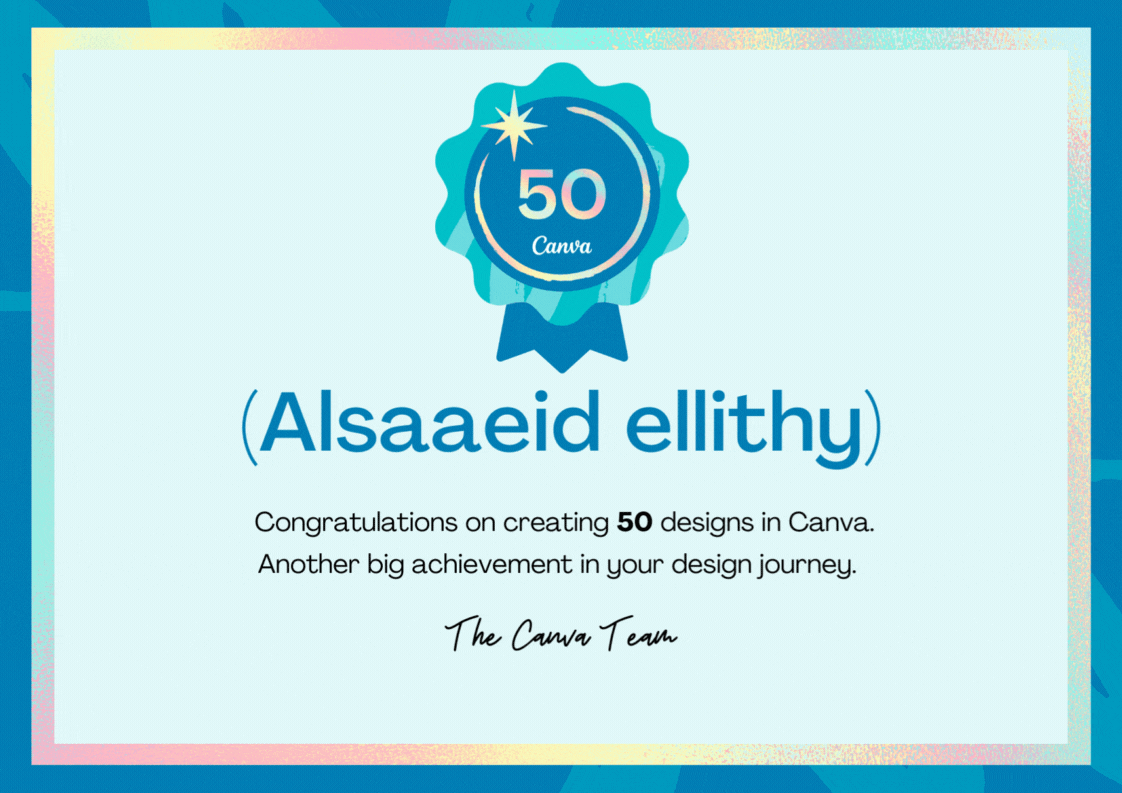 50
Canva
(Alsaaeid ellithy)
Congratulations on creating 50 designs in Canva.
Another big achievement in your design journey.
The Canva Team